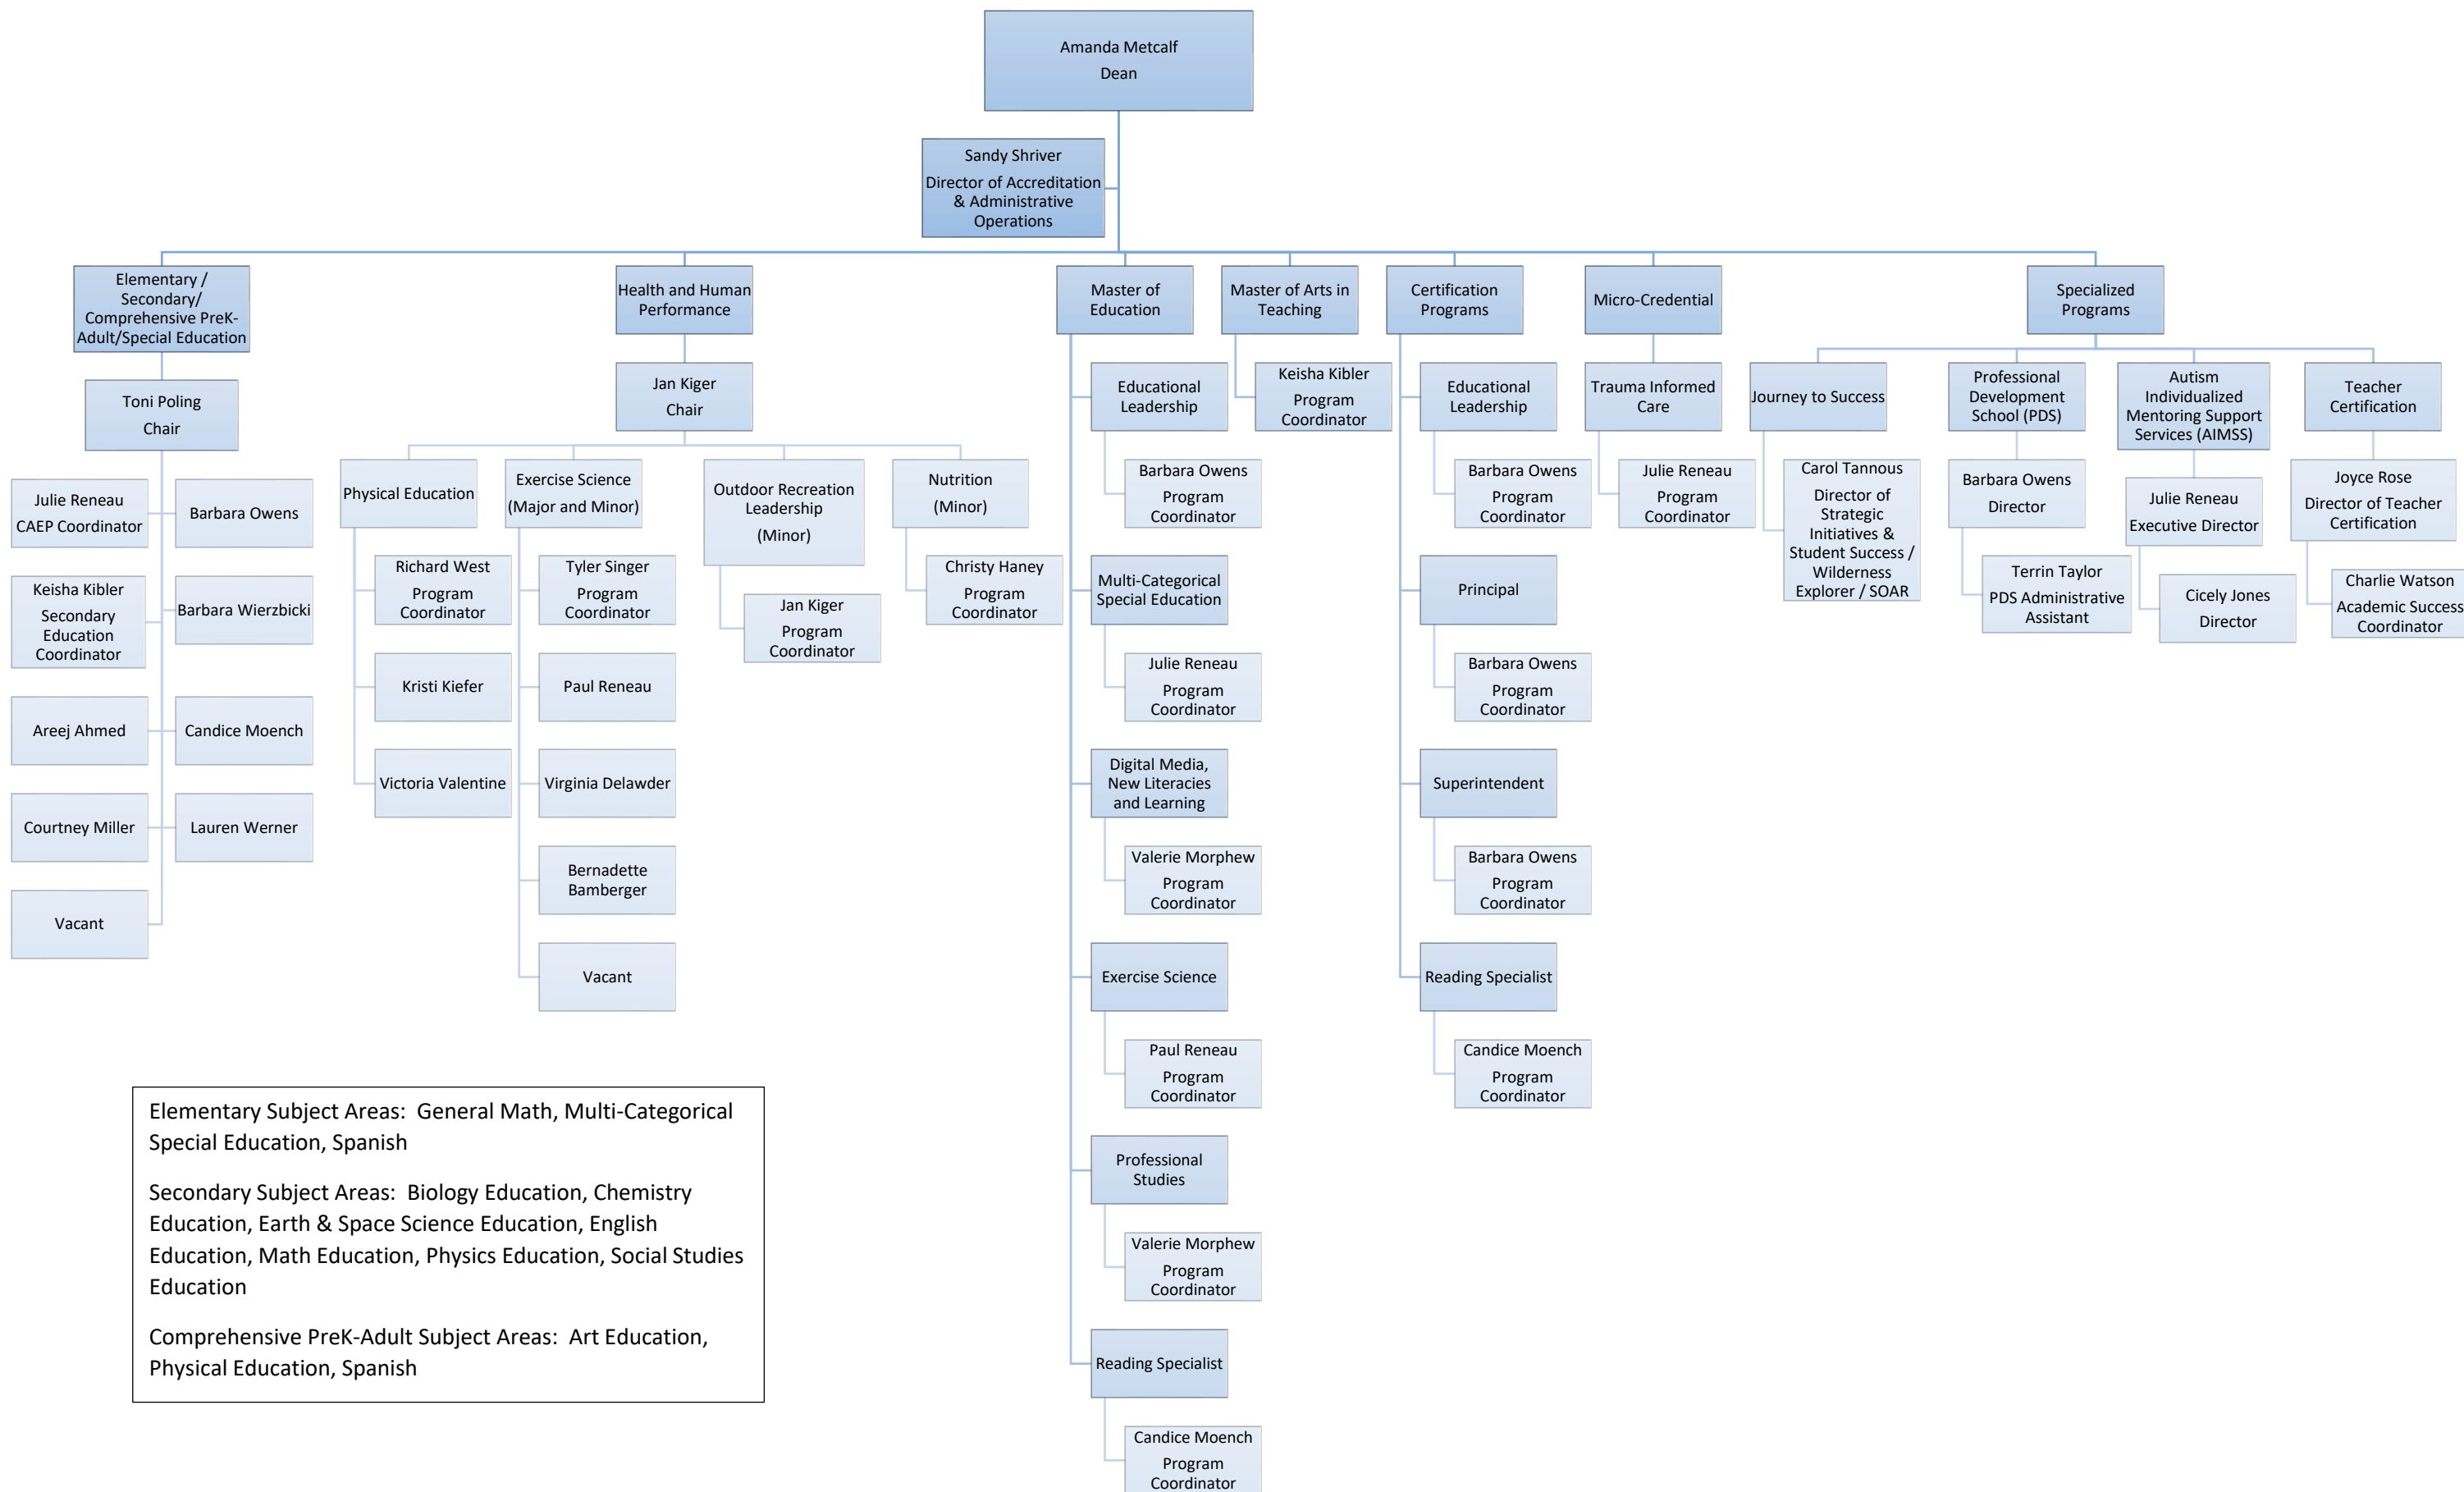 Amanda Metcalf
Dean
Sandy Shriver
Director of Accreditation
& Administrative
Operations
Elementary /
Secondary/
Comprehensive PreK-
Adult/Special Education
Toni Poling
Chair
Julie Reneau
CAEP Coordinator
Barbara Owens
Keisha Kibler
Secondary
Education
Coordinator
Barbara Wierzbicki
Areej Ahmed
Candice Moench
Courtney Miller
Lauren Werner
Vacant
Health and Human
Performance
Jan Kiger
Chair
Physical Education
Richard West
Program
Coordinator
Kristi Kiefer
Victoria Valentine
Exercise Science
(Major and Minor)
Tyler Singer
Program
Coordinator
Paul Reneau
Virginia Delawder
Bernadette
Bamberger
Vacant
Outdoor Recreation
Leadership
(Minor)
Jan Kiger
Program
Coordinator
Nutrition
(Minor)
Christy Haney
Program
Coordinator
Master of
Education
Educational
Leadership
Barbara Owens
Program
Coordinator
Multi-Categorical
Special Education
Julie Reneau
Program
Coordinator
Digital Media,
New Literacies
and Learning
Valerie Morphew
Program
Coordinator
Exercise Science
Paul Reneau
Program
Coordinator
Professional
Studies
Valerie Morphew
Program
Coordinator
Reading Specialist
Candice Moench
Program
Coordinator
Master of Arts in
Teaching
Keisha Kibler
Program
Coordinator
Certification
Programs
Educational
Leadership
Barbara Owens
Program
Coordinator
Principal
Barbara Owens
Program
Coordinator
Superintendent
Barbara Owens
Program
Coordinator
Reading Specialist
Candice Moench
Program
Coordinator
Micro-Credential
Trauma Informed
Care
Julie Reneau
Program
Coordinator
Specialized
Programs
Journey to Success
Carol Tannous
Director of
Strategic
Initiatives &
Student Success /
Wilderness
Explorer / SOAR
Professional
Development
School (PDS)
Barbara Owens
Director
Terrin Taylor
PDS Administrative
Assistant
Autism
Individualized
Mentoring Support
Services (AIMSS)
Julie Reneau
Executive Director
Cicely Jones
Director
Teacher
Certification
Joyce Rose
Director of Teacher
Certification
Charlie Watson
Academic Success
Coordinator
Elementary Subject Areas:  General Math, Multi-Categorical
Special Education, Spanish
Secondary Subject Areas:  Biology Education, Chemistry
Education, Earth & Space Science Education, English
Education, Math Education, Physics Education, Social Studies
Education
Comprehensive PreK-Adult Subject Areas:  Art Education,
Physical Education, Spanish